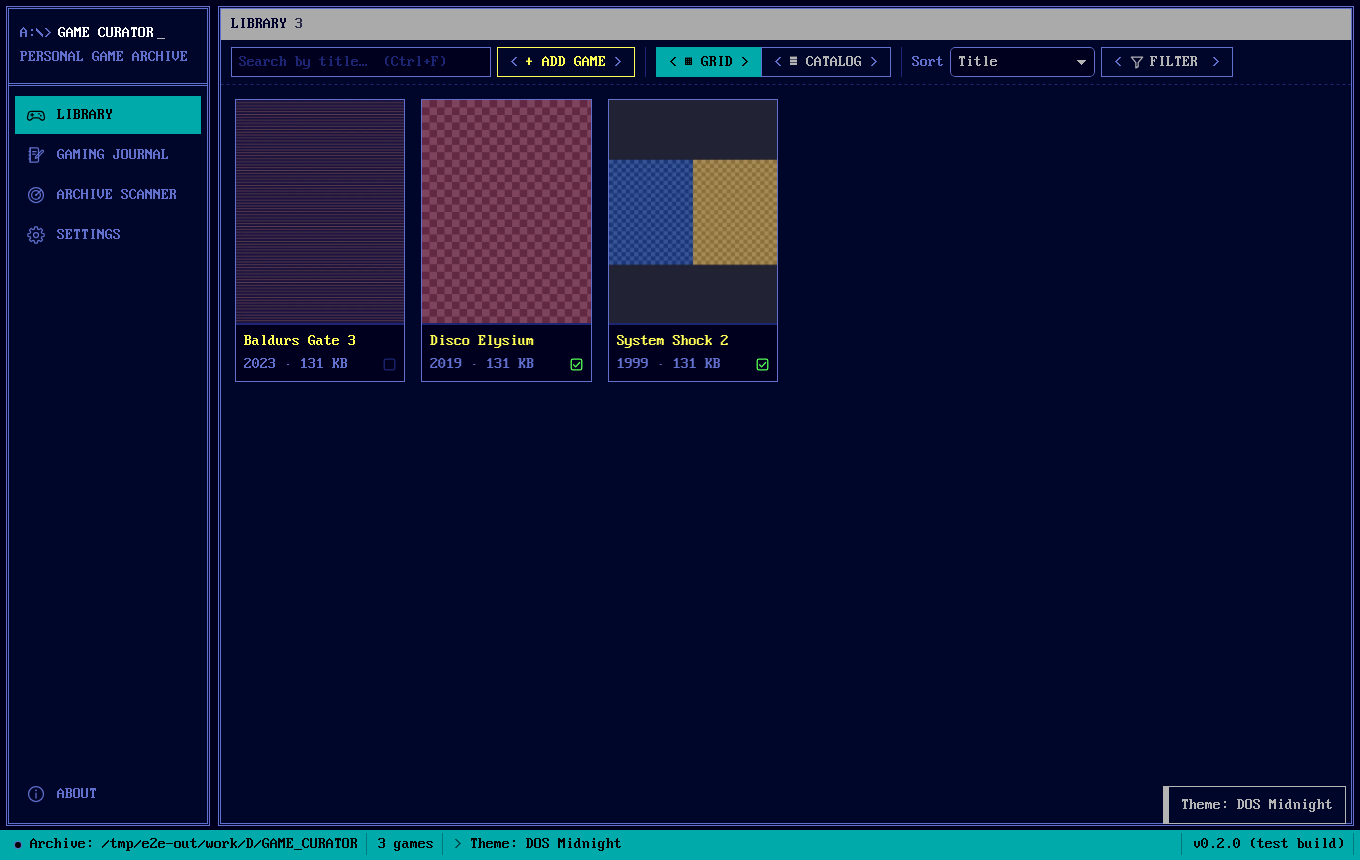 A:\> GAME CURATOR_
PERSONAL GAME ARCHIVE
LIBRARY
GAMING JOURNAL
ARCHIVE SCANNER
SETTINGS
ABOUT
LIBRARY 3
Search by title… (Ctrl+F)
< + ADD GAME >
< ▦ GRID >
< ≣ CATALOG >
Sort
Title
< FILTER >
Baldurs Gate 3
2023 · 131 KB
Disco Elysium
2019 · 131 KB
System Shock 2
1999 · 131 KB
Theme: DOS Midnight
● Archive: /tmp/e2e-out/work/D/GAME_CURATOR
3 games
> Theme: DOS Midnight
v0.2.0 (test build)